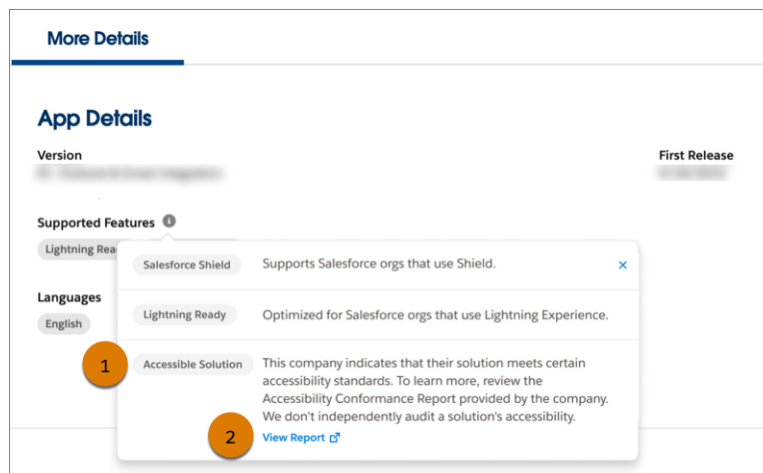 More Details
App Details
Version
First Release
Supported Features
Lightning Rea
Salesforce Shield
Supports Salesforce orgs that use Shield.
Languages
English
Lightning Ready
Optimized for Salesforce orgs that use Lightning Experience.
1
Accessible Solution
This company indicates that their solution meets certain
accessibility standards. To learn more, review the
Accessibility Conformance Report provided by the company.
We don't independently audit a solution's accessibility.
2
View Report